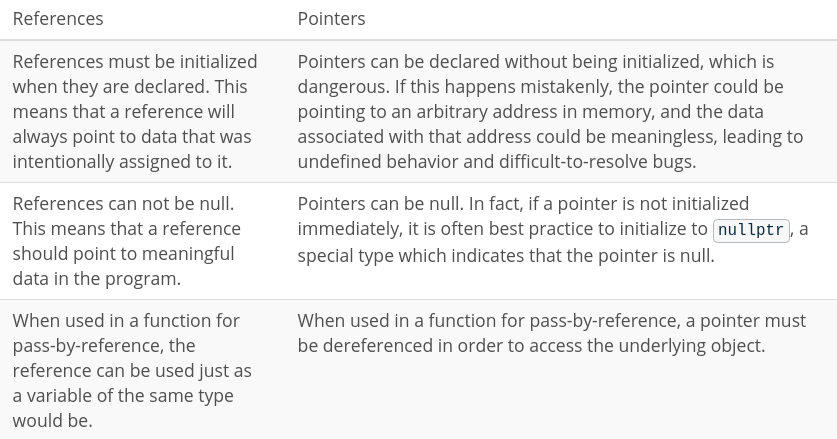 References
Pointers
References must be initialized
when they are declared. This
means that a reference will
always point to data that was
intentionally assigned to it.
Pointers can be declared without being initialized, which is
dangerous. If this happens mistakenly, the pointer could be
pointing to an arbitrary address in memory, and the data
associated with that address could be meaningless, leading to
undefined behavior and difficult-to-resolve bugs.
References can not be null.
This means that a reference
should point to meaningful
data in the program.
Pointers can be null. In fact, if a pointer is not initialized
immediately, it is often best practice to initialize to nullptr, a
special type which indicates that the pointer is null.
When used in a function for
pass-by-reference, the
reference can be used just as
a variable of the same type
would be.
When used in a function for pass-by-reference, a pointer must
be dereferenced in order to access the underlying object.